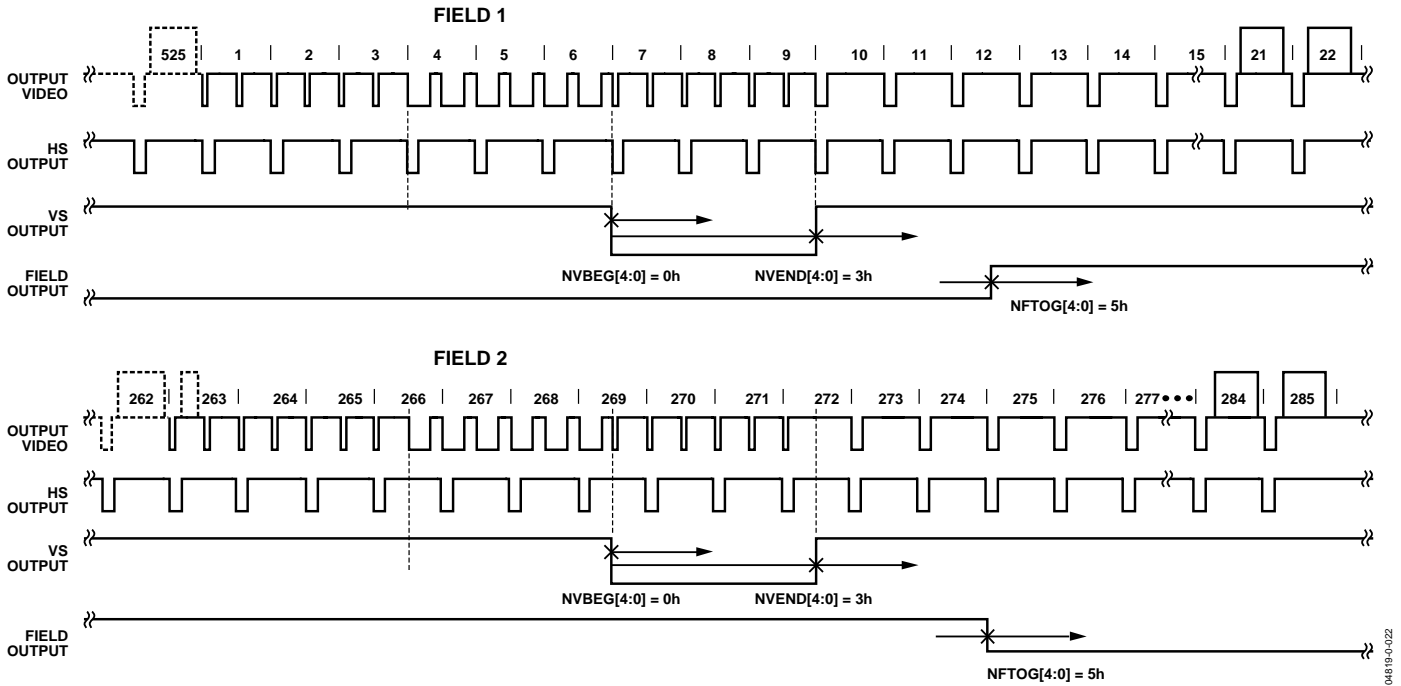 FIELD 1
525 1 2 3 4 5 6 7 8 9 10 11 12 13 14 15 21 22
OUTPUT
VIDEO
HS
OUTPUT
VS
OUTPUT
NVBEG[4:0] = 0h NVEND[4:0] = 3h
FIELD
OUTPUT
NFTOG[4:0] = 5h
FIELD 2
262 263 264 265 266 267 268 269 270 271 272 273 274 275 276 277 284 285
OUTPUT
VIDEO
HS
OUTPUT
VS
OUTPUT
NVBEG[4:0] = 0h NVEND[4:0] = 3h
FIELD
OUTPUT
NFTOG[4:0] = 5h
04819-0-022